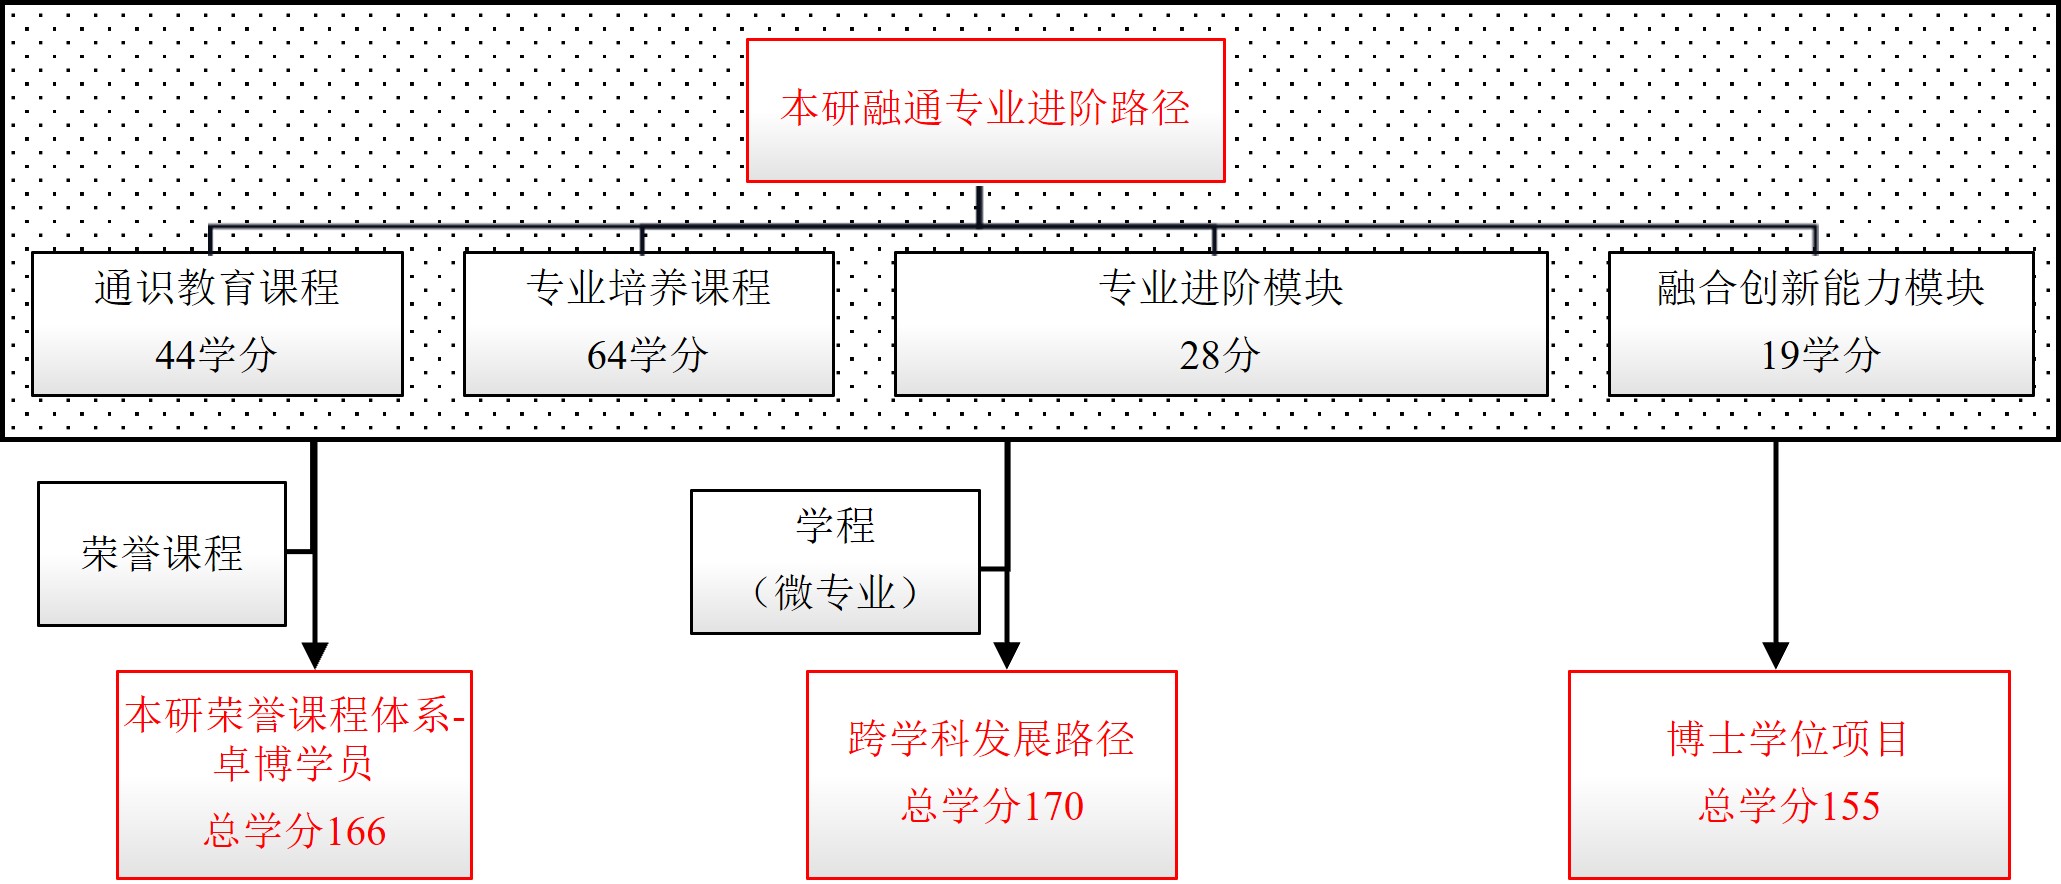 本研融通专业进阶路径
通识教育课程
44学分
专业培养课程
64学分
专业进阶模块
28分
融合创新能力模块
19学分
荣誉课程
学程
（微专业）
本研荣誉课程体系-
卓博学员
总学分166
跨学科发展路径
总学分170
博士学位项目
总学分155